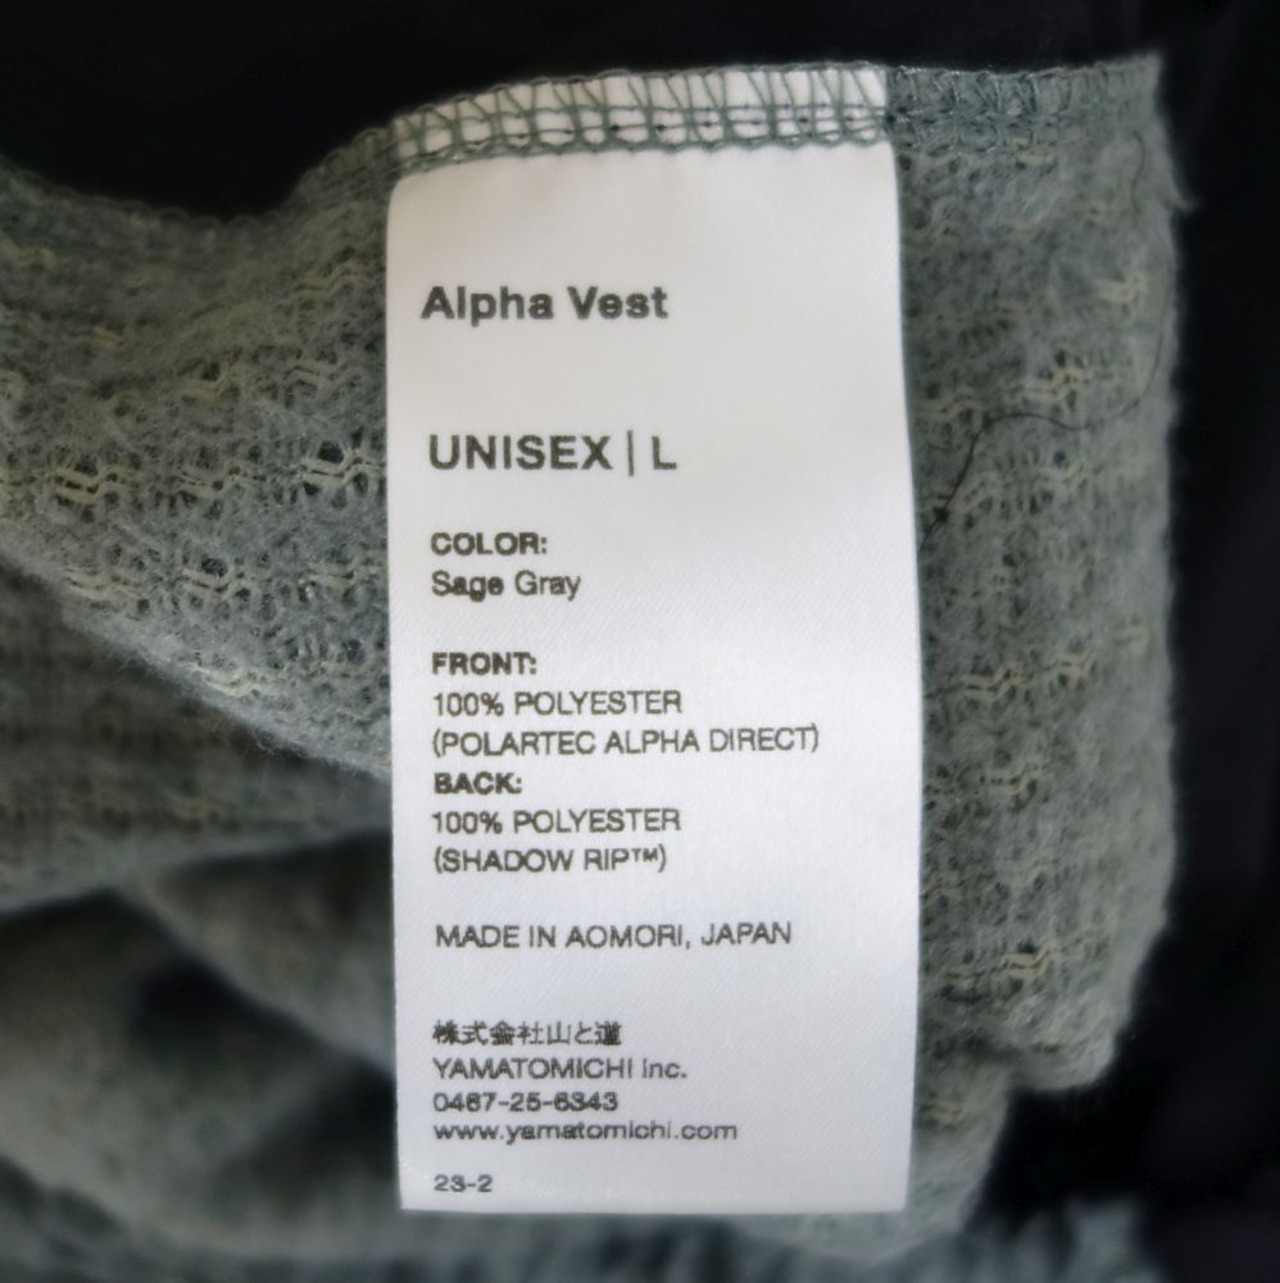 Alpha Vest
UNISEX | L
COLOR:
Sage Gray
FRONT:
100% POLYESTER
(POLARTEC ALPHA DIRECT)
BACK:
100% POLYESTER
(SHADOW RIP™)
MADE IN AOMORI, JAPAN
株式会社山と道
YAMATOMICHI Inc.
0467-25-6343
www.yamatomichi.com
23-2